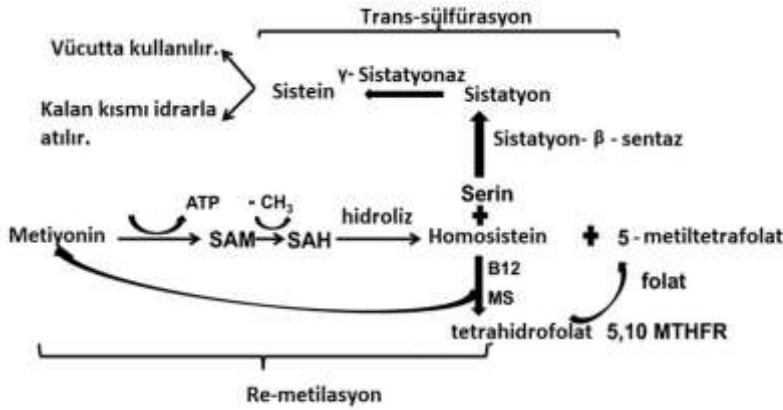 Trans-sülfürasyon
Vücutta kullanılır.
γ- Sistatyonaz
Sistein
Sistatyon
Kalan kısmı idrarla
atılır.
Sistatyon- β - sentaz
Serin
ATP
- CH3
hidroliz
Metiyonin
SAM
SAH
Homosistein
5 - metiltetrafolat
B12
folat
MS
tetrahidrofolat 5,10 MTHFR
Re-metilasyon